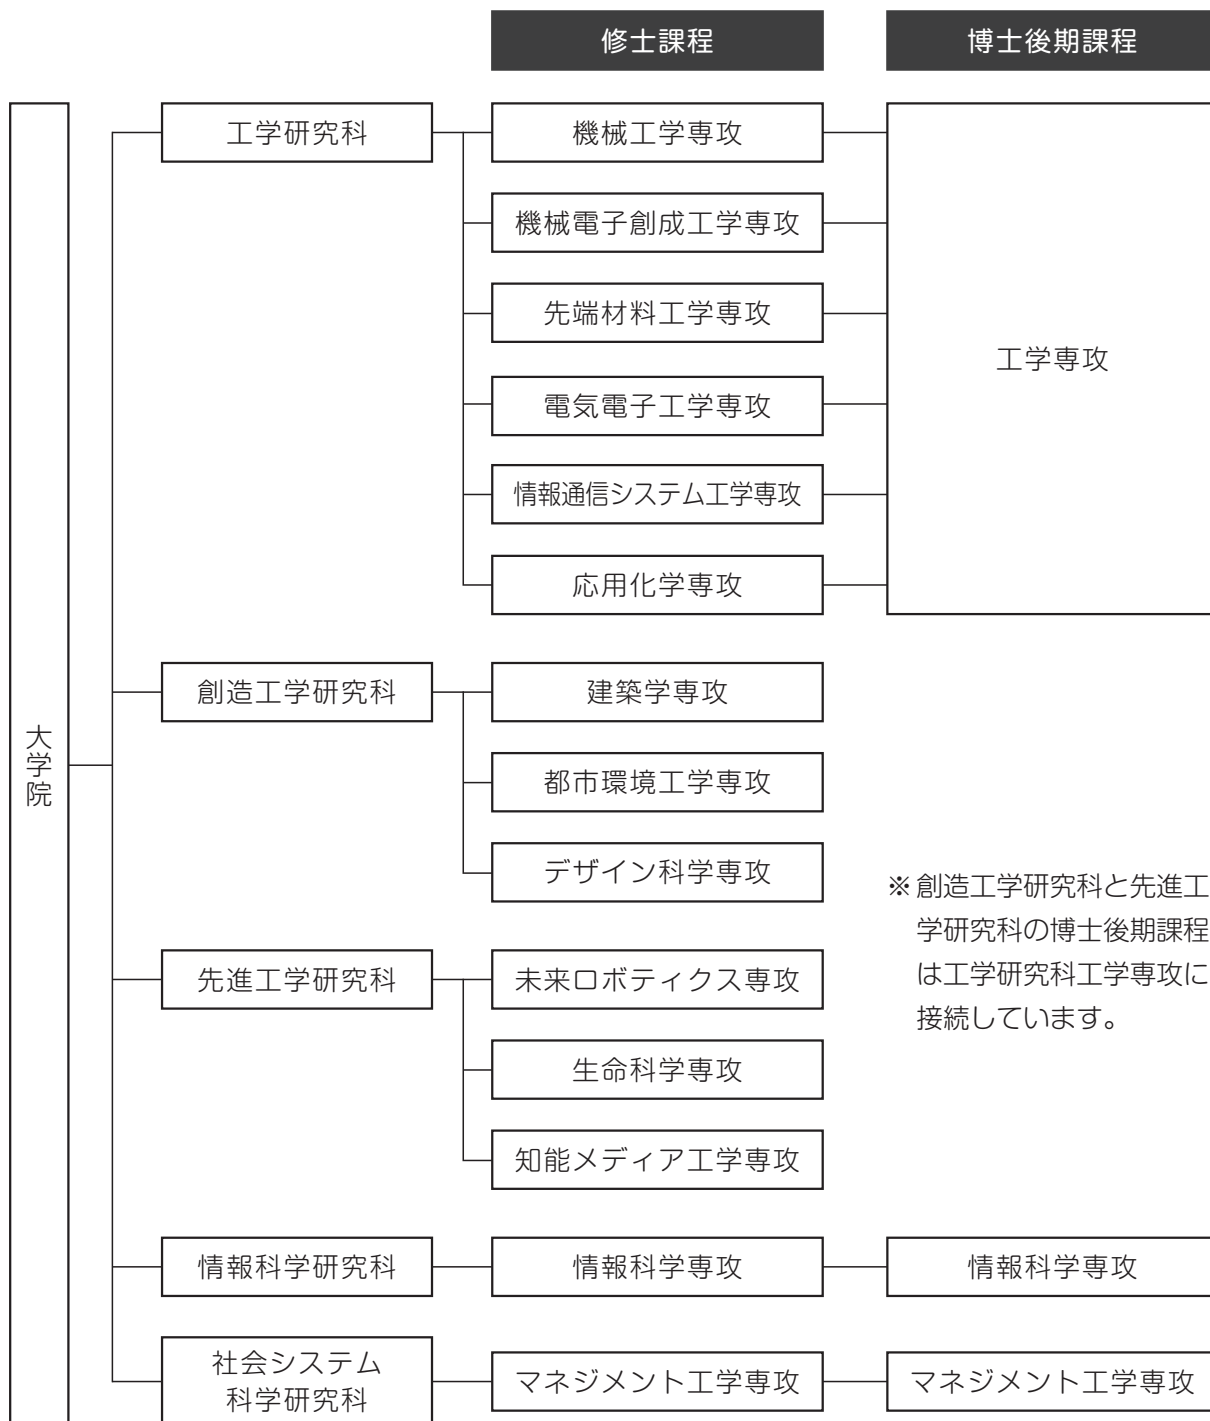 修士課程
博士後期課程
大学院
工学研究科
機械工学専攻
機械電子創成工学専攻
先端材料工学専攻
電気電子工学専攻
情報通信システム工学専攻
応用化学専攻
工学専攻
創造工学研究科
建築学専攻
都市環境工学専攻
デザイン科学専攻
※創造工学研究科と先進工
学研究科の博士後期課程
は工学研究科工学専攻に
接続しています。
先進工学研究科
未来ロボティクス専攻
生命科学専攻
知能メディア工学専攻
情報科学研究科
情報科学専攻
情報科学専攻
社会システム
科学研究科
マネジメント工学専攻
マネジメント工学専攻